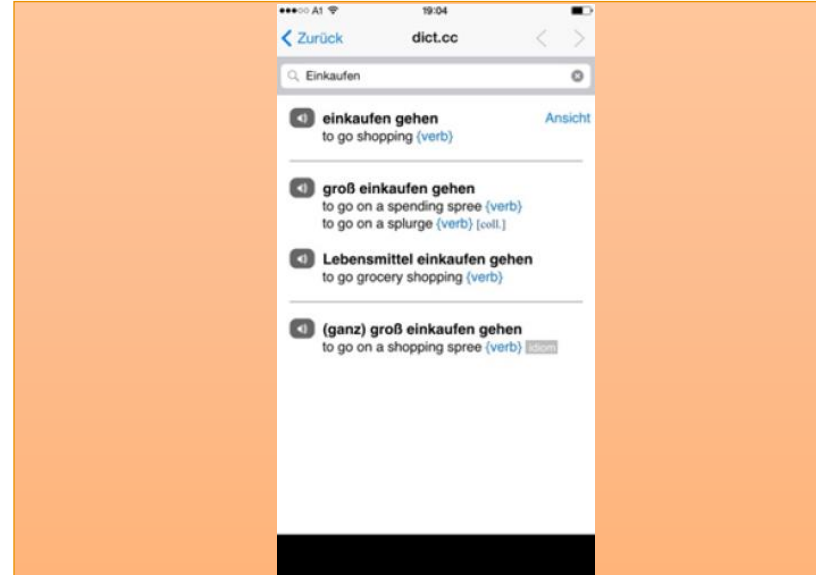 A1 19:04
Zurück dict.cc
Einkaufen
einkaufen gehen Ansicht
to go shopping {verb}
groß einkaufen gehen
to go on a spending spree {verb}
to go on a splurge {verb} [coll.]
Lebensmittel einkaufen gehen
to go grocery shopping {verb}
(ganz) groß einkaufen gehen
to go on a shopping spree {verb} idiom